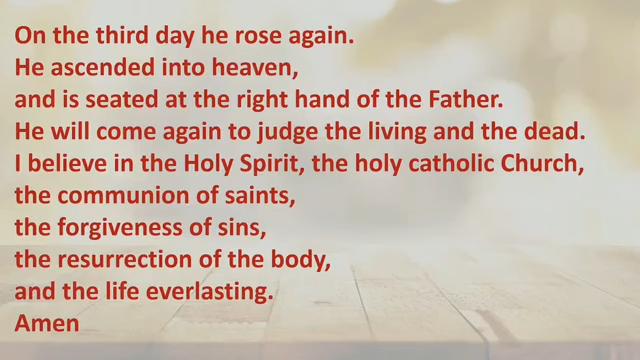 On the third day he rose again.
He ascended into heaven,
and is seated at the right hand of the Father.
He will come again to judge the living and the dead.
I believe in the Holy Spirit, the holy catholic Church,
the communion of saints,
the forgiveness of sins,
the resurrection of the body,
and the life everlasting.
Amen